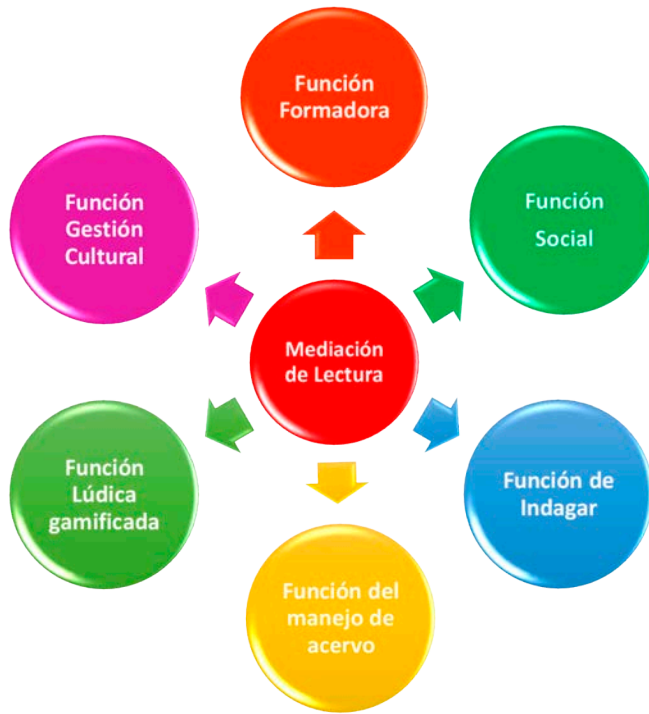 Función
Formadora
Función
Gestión
Cultural
Función
Social
Mediación
de Lectura
Función
Lúdica
gamificada
Función de
Indagar
Función del
manejo de
acervo